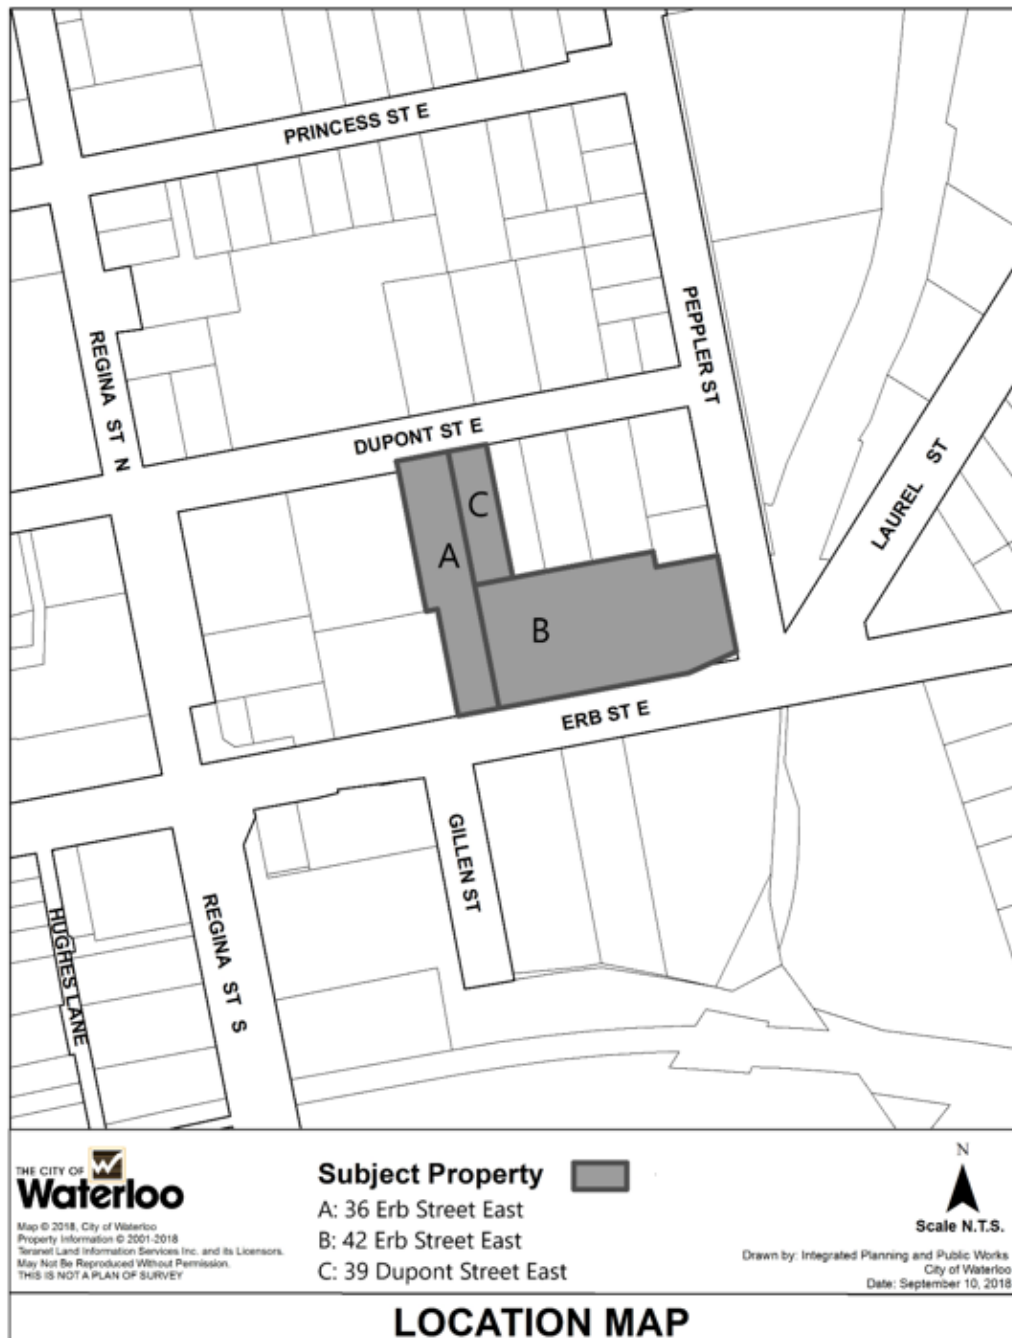 PRINCESS ST E
PEPPLER ST
REGINA ST N
DUPONT ST E
LAUREL ST
C
A
B
ERB ST E
GILLEN ST
REGINA ST S
HUGHES LANE
THE CITY OF
Waterloo
Map © 2018, City of Waterloo
Property Information © 2001-2018
Teranet Land Information Services Inc. and its Licensors.
May Not Be Reproduced Without Permission.
THIS IS NOT A PLAN OF SURVEY
Subject Property
A: 36 Erb Street East
B: 42 Erb Street East
C: 39 Dupont Street East
N
Scale N.T.S.
Drawn by: Integrated Planning and Public Works
City of Waterloo
Date: September 10, 2018
LOCATION MAP